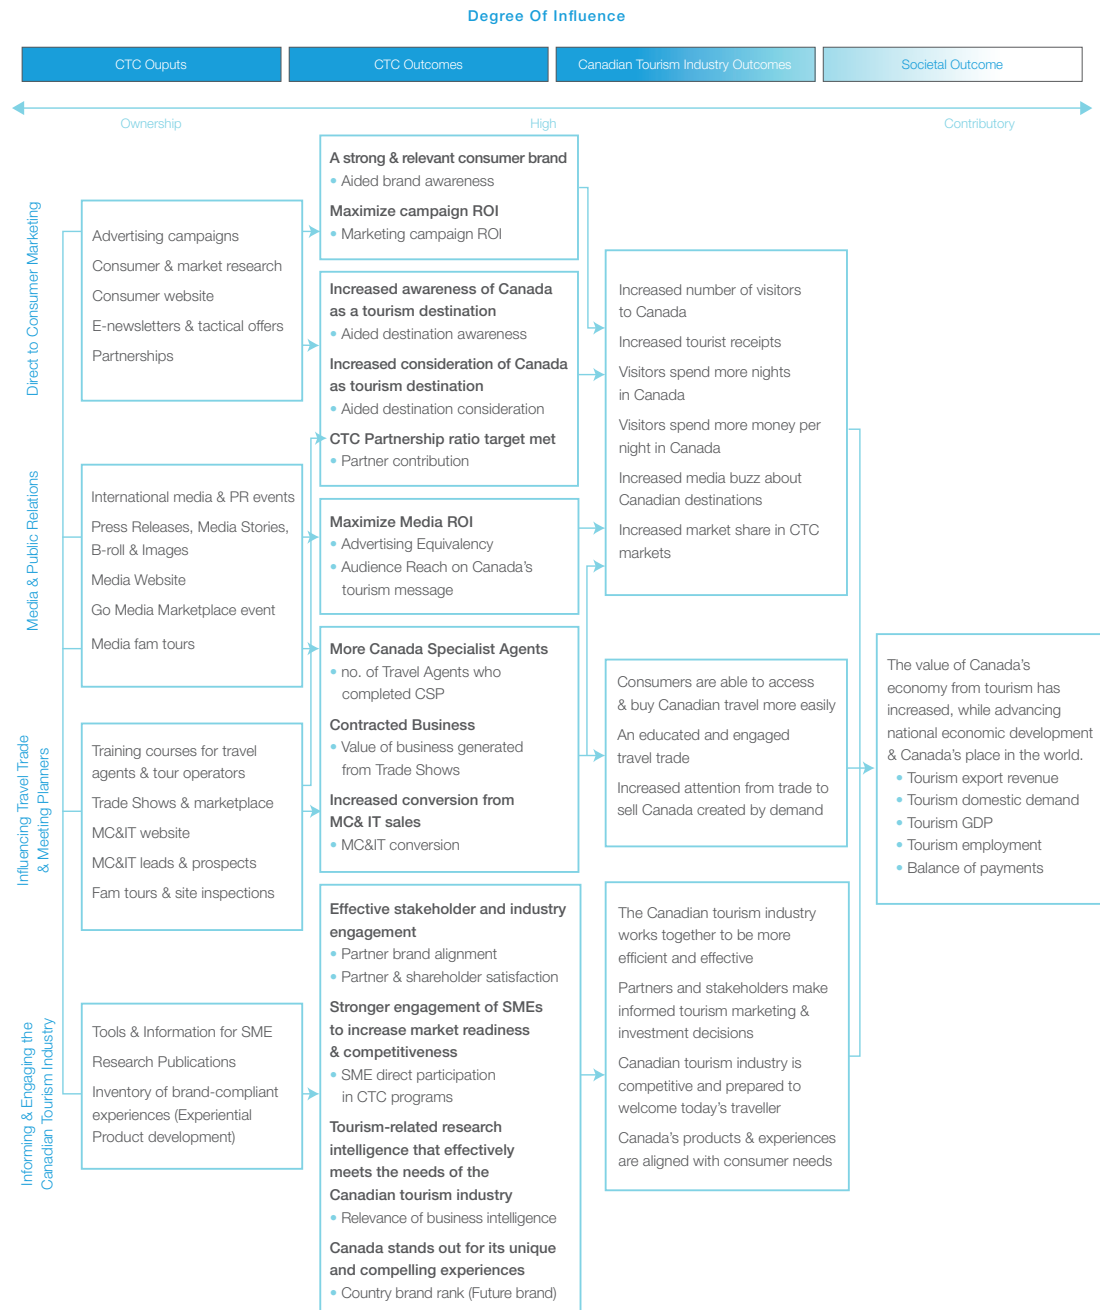 Degree Of Influence
CTC Ouputs
CTC Outcomes
Canadian Tourism Industry Outcomes
Societal Outcome
Ownership
High
Contributory
Direct to Consumer Marketing
Advertising campaigns
Consumer & market research
Consumer website
E-newsletters & tactical offers
Partnerships
Media & Public Relations
International media & PR events
Press Releases, Media Stories,
B-roll & Images
Media Website
Go Media Marketplace event
Media fam tours
Influencing Travel Trade
& Meeting Planners
Training courses for travel
agents & tour operators
Trade Shows & marketplace
MC&IT website
MC&IT leads & prospects
Fam tours & site inspections
Informing & Engaging the
Canadian Tourism Industry
Tools & Information for SME
Research Publications
Inventory of brand-compliant
experiences (Experiential
Product development)
A strong & relevant consumer brand
• Aided brand awareness
Maximize campaign ROI
• Marketing campaign ROI
Increased awareness of Canada
as a tourism destination
• Aided destination awareness
Increased consideration of Canada
as tourism destination
• Aided destination consideration
CTC Partnership ratio target met
• Partner contribution
Maximize Media ROI
• Advertising Equivalency
• Audience Reach on Canada's
tourism message
More Canada Specialist Agents
• no. of Travel Agents who
completed CSP
Contracted Business
• Value of business generated
from Trade Shows
Increased conversion from
MC& IT sales
• MC&IT conversion
Effective stakeholder and industry
engagement
• Partner brand alignment
• Partner & shareholder satisfaction
Stronger engagement of SMEs
to increase market readiness
& competitiveness
• SME direct participation
in CTC programs
Tourism-related research
intelligence that effectively
meets the needs of the
Canadian tourism industry
• Relevance of business intelligence
Canada stands out for its unique
and compelling experiences
• Country brand rank (Future brand)
Increased number of visitors
to Canada
Increased tourist receipts
Visitors spend more nights
in Canada
Visitors spend more money per
night in Canada
Increased media buzz about
Canadian destinations
Increased market share in CTC
markets
Consumers are able to access
& buy Canadian travel more easily
An educated and engaged
travel trade
Increased attention from trade to
sell Canada created by demand
The Canadian tourism industry
works together to be more
efficient and effective
Partners and stakeholders make
informed tourism marketing &
investment decisions
Canadian tourism industry is
competitive and prepared to
welcome today's traveller
Canada's products & experiences
are aligned with consumer needs
The value of Canada's
economy from tourism has
increased, while advancing
national economic development
& Canada's place in the world.
• Tourism export revenue
• Tourism domestic demand
• Tourism GDP
• Tourism employment
• Balance of payments